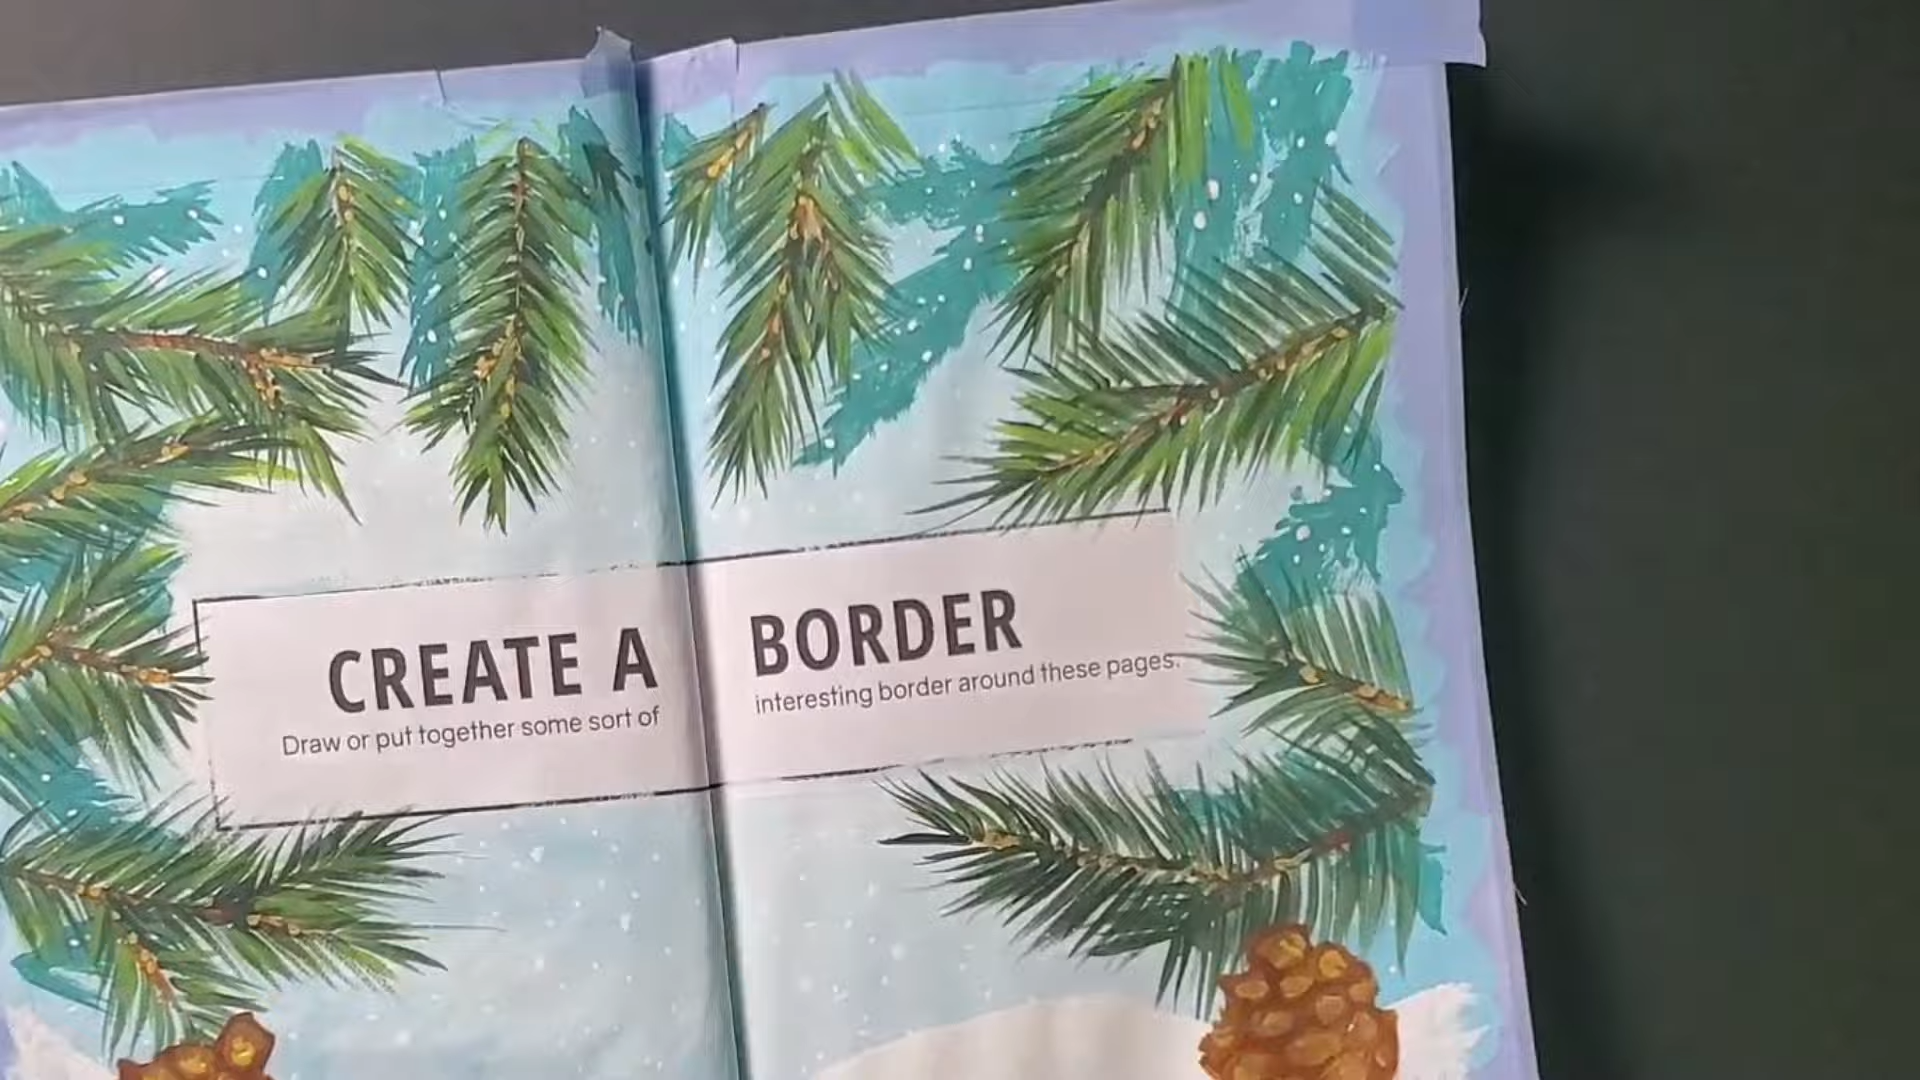 CREATE A BORDER
Draw or put together some sort of interesting border around these pages.